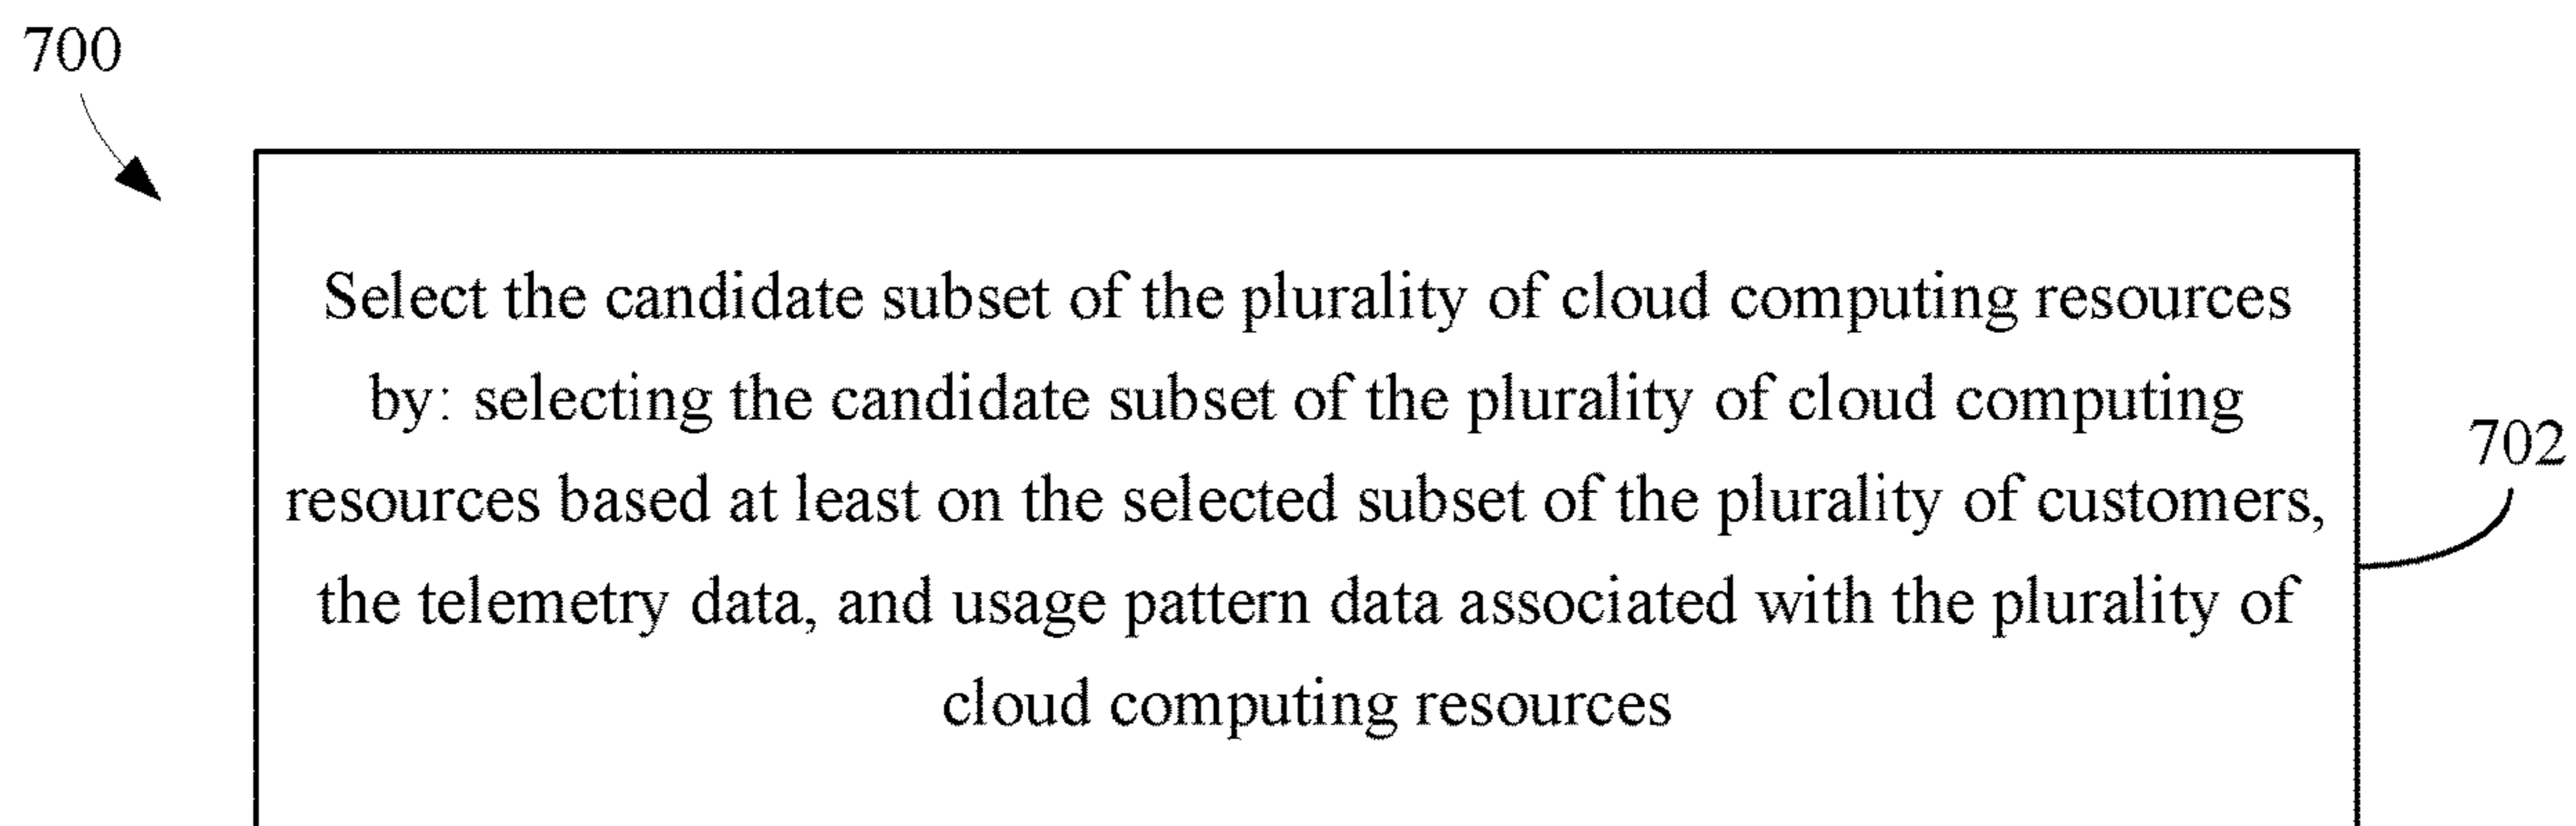 700
Select the candidate subset of the plurality of cloud computing resources
by: selecting the candidate subset of the plurality of cloud computing
resources based at least on the selected subset of the plurality of customers,
the telemetry data, and usage pattern data associated with the plurality of
cloud computing resources
702